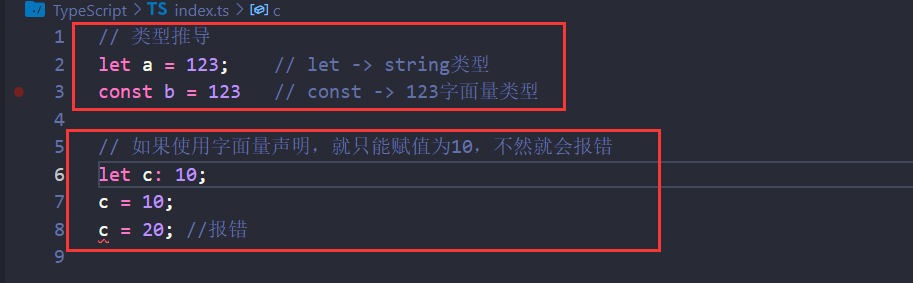 TypeScript > TS index.ts > c
1 // 类型推导
2 let a = 123; // let -> string类型
3 const b = 123 // const -> 123字面量类型
4
5 // 如果使用字面量声明，就只能赋值为10，不然就会报错
6 let c: 10;
7 c = 10;
8 c = 20; //报错
9